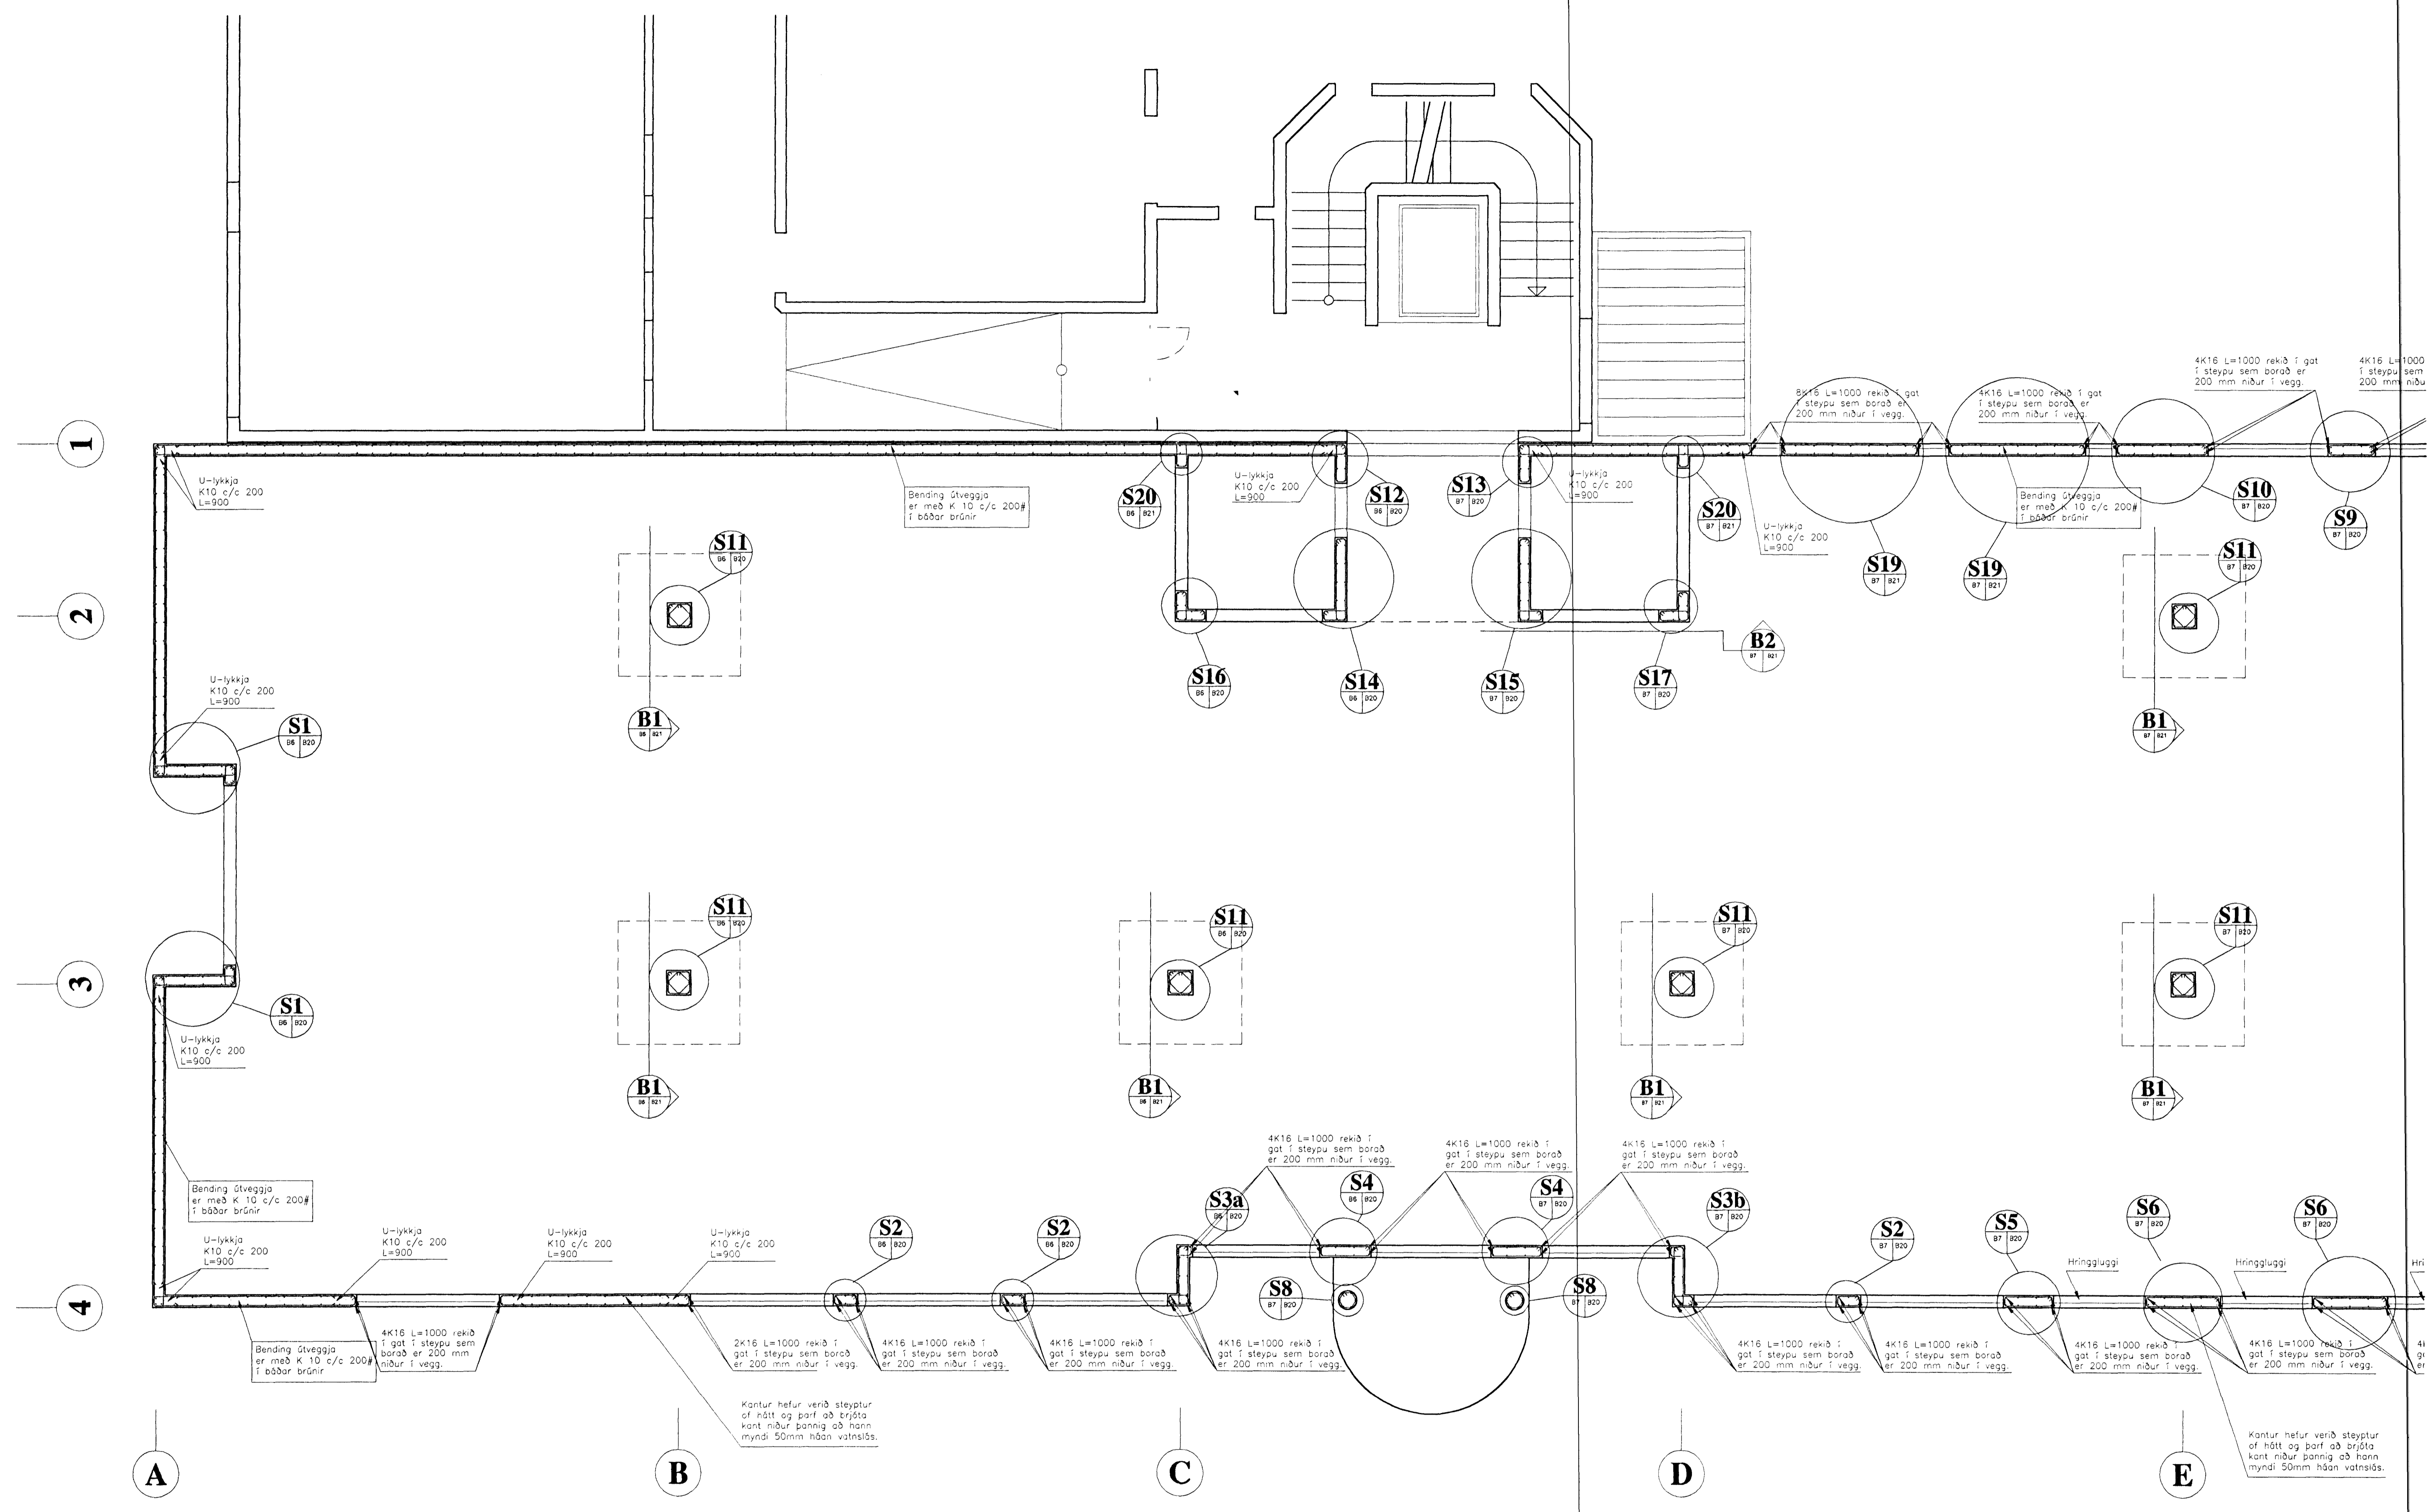 4K16 L=1000 rekið í gat
í steypu sem borað er
200 mm niður í vegg.
4K16 L=1000
í steypu sem
200 mm niðu
8K16 L=1000 rekið í gat
í steypu sem borað er
200 mm niður í vegg.
4K16 L=1000 rekið í gat
í steypu sem borað er
200 mm niður í vegg.
1
U-lykkja
K10 c/c 200
L=900
Bending útveggja
er með K 10 c/c 200#
í báðar brúnir
S20
B6 B21
U-lykkja
K10 c/c 200
L=900
S12
B6 B20
S13
B7 B20
U-lykkja
K10 c/c 200
L=900
S20
B7 B21
U-lykkja
K10 c/c 200
L=900
Bending útveggja
er með K 10 c/c 200#
í báðar brúnir
S10
B7 B20
S9
B7 B20
S11
B6 B20
S19
B7 B21
S19
B7 B21
S11
B7 B20
2
B2
B7 B21
U-lykkja
K10 c/c 200
L=900
S16
B6 B20
S14
B6 B20
S15
B7 B20
S17
B7 B20
S1
B6 B20
B1
B6 B21
B1
B7 B21
S11
B6 B20
S11
B6 B20
S11
B7 B20
S11
B7 B20
3
S1
B6 B20
U-lykkja
K10 c/c 200
L=900
B1
B6 B21
B1
B6 B21
B1
B7 B21
B1
B7 B21
4K16 L=1000 rekið í
gat í steypu sem borað
er 200 mm niður í vegg.
4K16 L=1000 rekið í
gat í steypu sem borað
er 200 mm niður í vegg.
4K16 L=1000 rekið í
gat í steypu sem borað
er 200 mm niður í vegg.
Bending útveggja
er með K 10 c/c 200#
í báðar brúnir
S3a
B6 B20
S4
B6 B20
S4
B7 B20
S3b
B7 B20
U-lykkja
K10 c/c 200
L=900
U-lykkja
K10 c/c 200
L=900
U-lykkja
K10 c/c 200
L=900
U-lykkja
K10 c/c 200
L=900
S2
B6 B20
S2
B6 B20
S2
B7 B20
S5
B7 B20
S6
B7 B20
S6
B7 B20
Hringgluggi
Hringgluggi
Hri
S8
B7 B20
S8
B7 B20
4
Bending útveggja
er með K 10 c/c 200#
í báðar brúnir
4K16 L=1000 rekið
í gat í steypu sem
borað er 200 mm
niður í vegg.
2K16 L=1000 rekið í
gat í steypu sem borað
er 200 mm niður í vegg.
4K16 L=1000 rekið í
gat í steypu sem borað
er 200 mm niður í vegg.
4K16 L=1000 rekið í
gat í steypu sem borað
er 200 mm niður í vegg.
4K16 L=1000 rekið í
gat í steypu sem borað
er 200 mm niður í vegg.
4K16 L=1000 rekið í
gat í steypu sem borað
er 200 mm niður í vegg.
4K16 L=1000 rekið í
gat í steypu sem borað
er 200 mm niður í vegg.
4K16 L=1000 rekið í
gat í steypu sem borað
er 200 mm niður í vegg.
4K16 L=1000 rekið í
gat í steypu sem borað
er 200 mm niður í vegg.
Kantur hefur verið steyptur
of hátt og þarf að brjóta
kant niður þannig að hann
myndi 50mm háan vatnslás.
Kantur hefur verið steyptur
of hátt og þarf að brjóta
kant niður þannig að hann
myndi 50mm háan vatnslás.
A
B
C
D
E